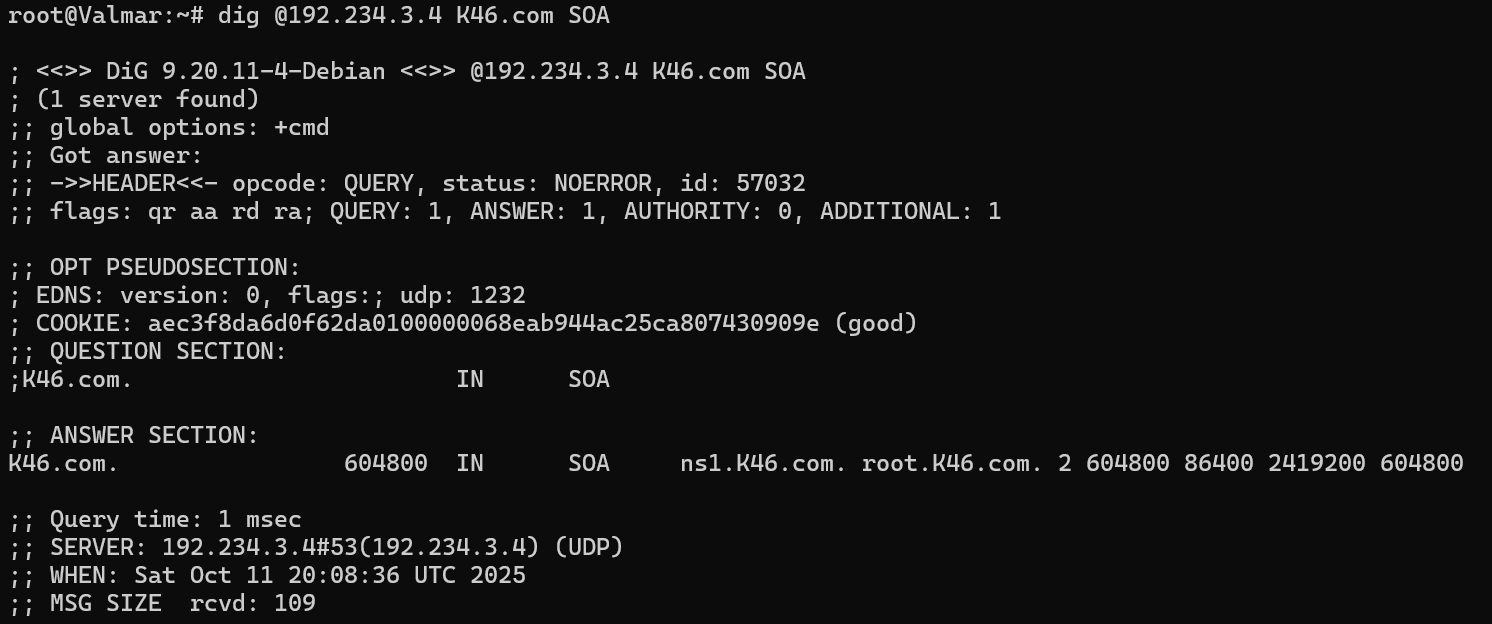 root@Valmar:~# dig @192.234.3.4 K46.com SOA
; <<>> DiG 9.20.11-4-Debian <<>> @192.234.3.4 K46.com SOA
; (1 server found)
;; global options: +cmd
;; Got answer:
;; ->>HEADER<<- opcode: QUERY, status: NOERROR, id: 57032
;; flags: qr aa rd ra; QUERY: 1, ANSWER: 1, AUTHORITY: 0, ADDITIONAL: 1
;; OPT PSEUDOSECTION:
; EDNS: version: 0, flags:; udp: 1232
; COOKIE: aec3f8da6d0f62da0100000068eab944ac25ca807430909e (good)
;; QUESTION SECTION:
;K46.com. IN SOA
;; ANSWER SECTION:
K46.com. 604800 IN SOA ns1.K46.com. root.K46.com. 2 604800 86400 2419200 604800
;; Query time: 1 msec
;; SERVER: 192.234.3.4#53(192.234.3.4) (UDP)
;; WHEN: Sat Oct 11 20:08:36 UTC 2025
;; MSG SIZE rcvd: 109